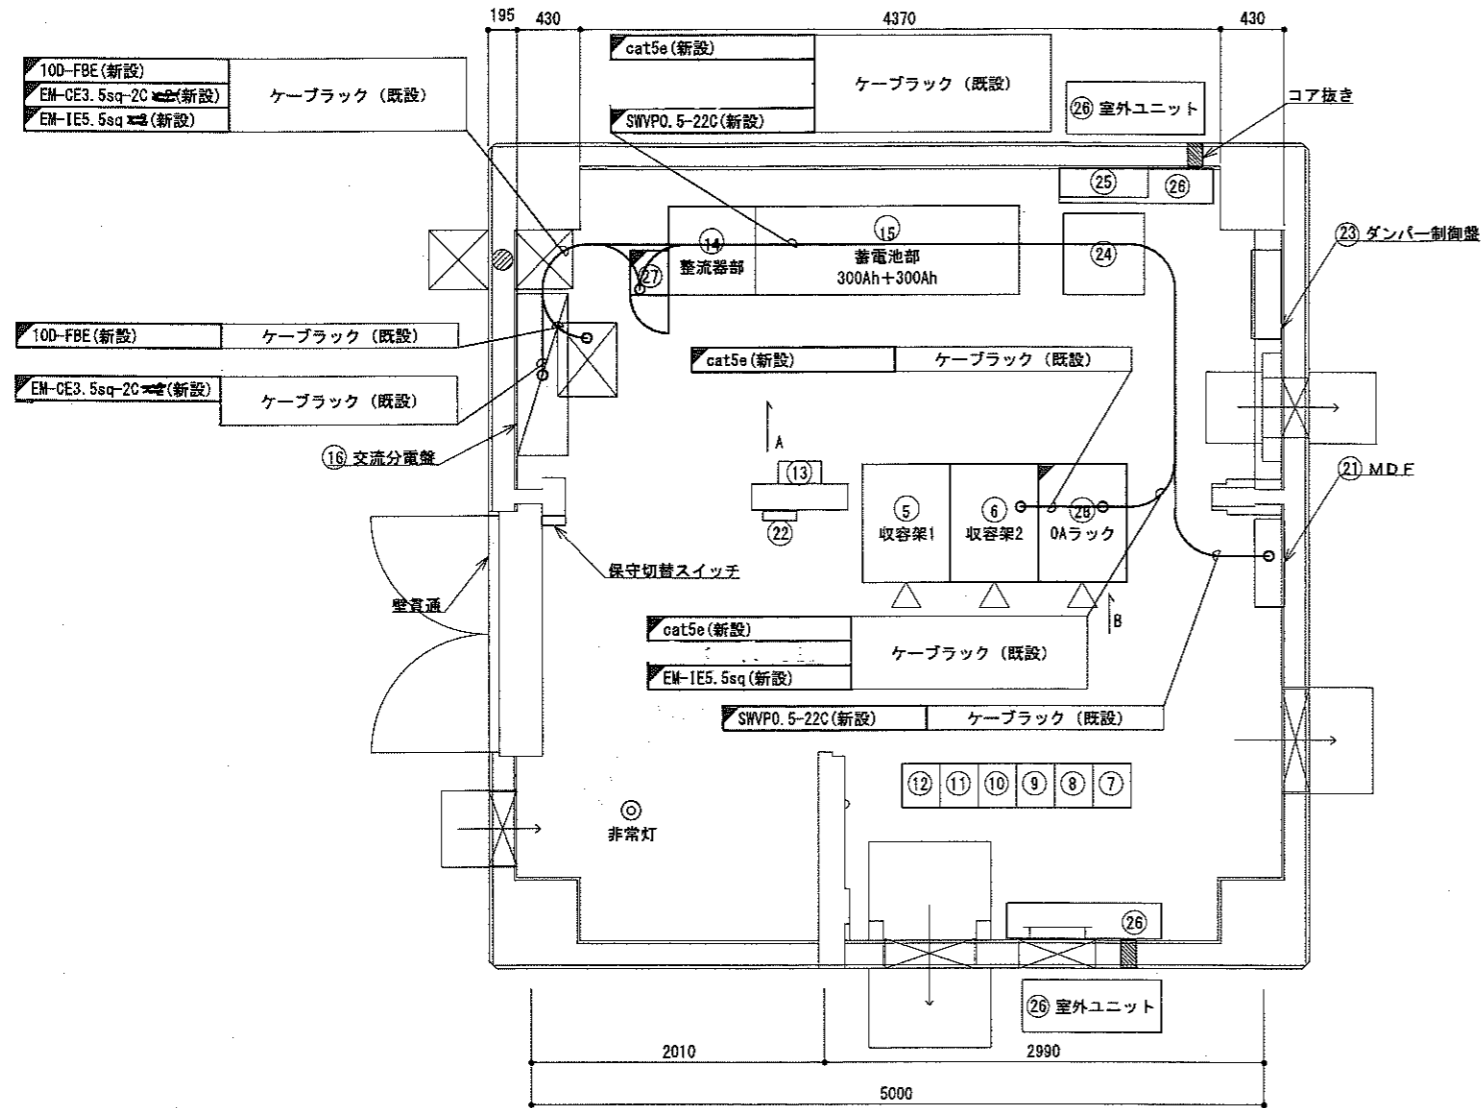 195
430
4370
430
10D-FBE(新設)
EM-CE3.5sq-2C (新設)
EM-IE5.5sq (新設)
ケーブラック (既設)
cat5e(新設)
SWVP0.5-22C(新設)
ケーブラック (既設)
26 室外ユニット
コア抜き
25
26
23 ダンパー制御盤
14
整流器部
15
蓄電池部
300Ah+300Ah
24
27
10D-FBE(新設)
ケーブラック (既設)
EM-CE3.5sq-2C (新設)
ケーブラック (既設)
cat5e(新設)
ケーブラック (既設)
16 交流分電盤
A
13
22
5
収容架1
6
収容架2
28
OAラック
21 MDF
保守切替スイッチ
壁貫通
B
cat5e(新設)
EM-IE5.5sq(新設)
ケーブラック (既設)
SWVP0.5-22C(新設)
ケーブラック (既設)
12
11
10
9
8
7
非常灯
26
26 室外ユニット
2010
2990
5000